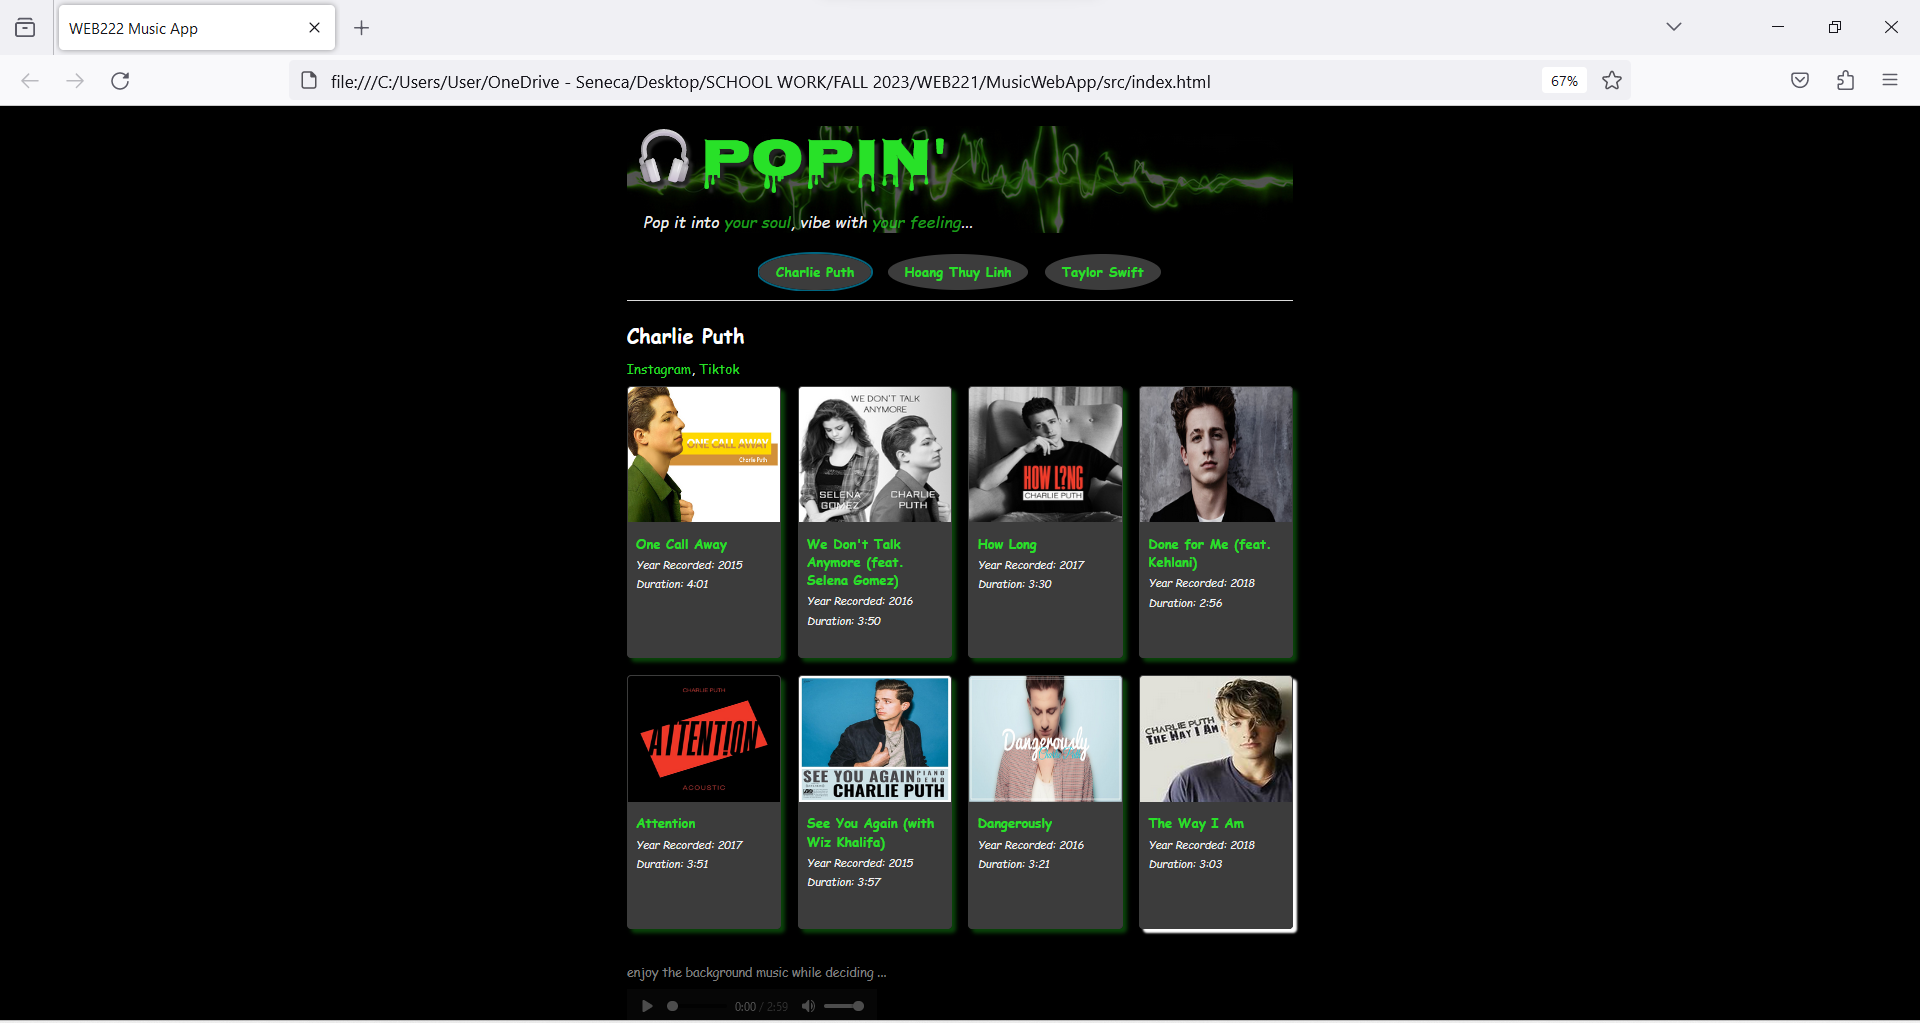 WEB222 Music App
file:///C:/Users/User/OneDrive - Seneca/Desktop/SCHOOL WORK/FALL 2023/WEB221/MusicWebApp/src/index.html
67%
POPIN'
Pop it into your soul, vibe with your feeling...
Charlie Puth
Hoang Thuy Linh
Taylor Swift
Charlie Puth
Instagram, Tiktok
ONE CALL AWAY
Charlie Puth
One Call Away
Year Recorded: 2015
Duration: 4:01
WE DON'T TALK
ANYMORE
SELENA
GOMEZ
CHARLIE
PUTH
We Don't Talk
Anymore (feat.
Selena Gomez)
Year Recorded: 2016
Duration: 3:50
HOW L?NG
CHARLIE PUTH
How Long
Year Recorded: 2017
Duration: 3:30
Done for Me (feat.
Kehlani)
Year Recorded: 2018
Duration: 2:56
CHARLIE PUTH
ATTENTION
ACOUSTIC
Attention
Year Recorded: 2017
Duration: 3:51
SEE YOU AGAIN PIANO
DEMO
CHARLIE PUTH
See You Again (with
Wiz Khalifa)
Year Recorded: 2015
Duration: 3:57
Dangerously
Dangerously
Year Recorded: 2016
Duration: 3:21
CHARLIE PUTH
THE WAY I AM
The Way I Am
Year Recorded: 2018
Duration: 3:03
enjoy the background music while deciding ...
0:00 / 2:59